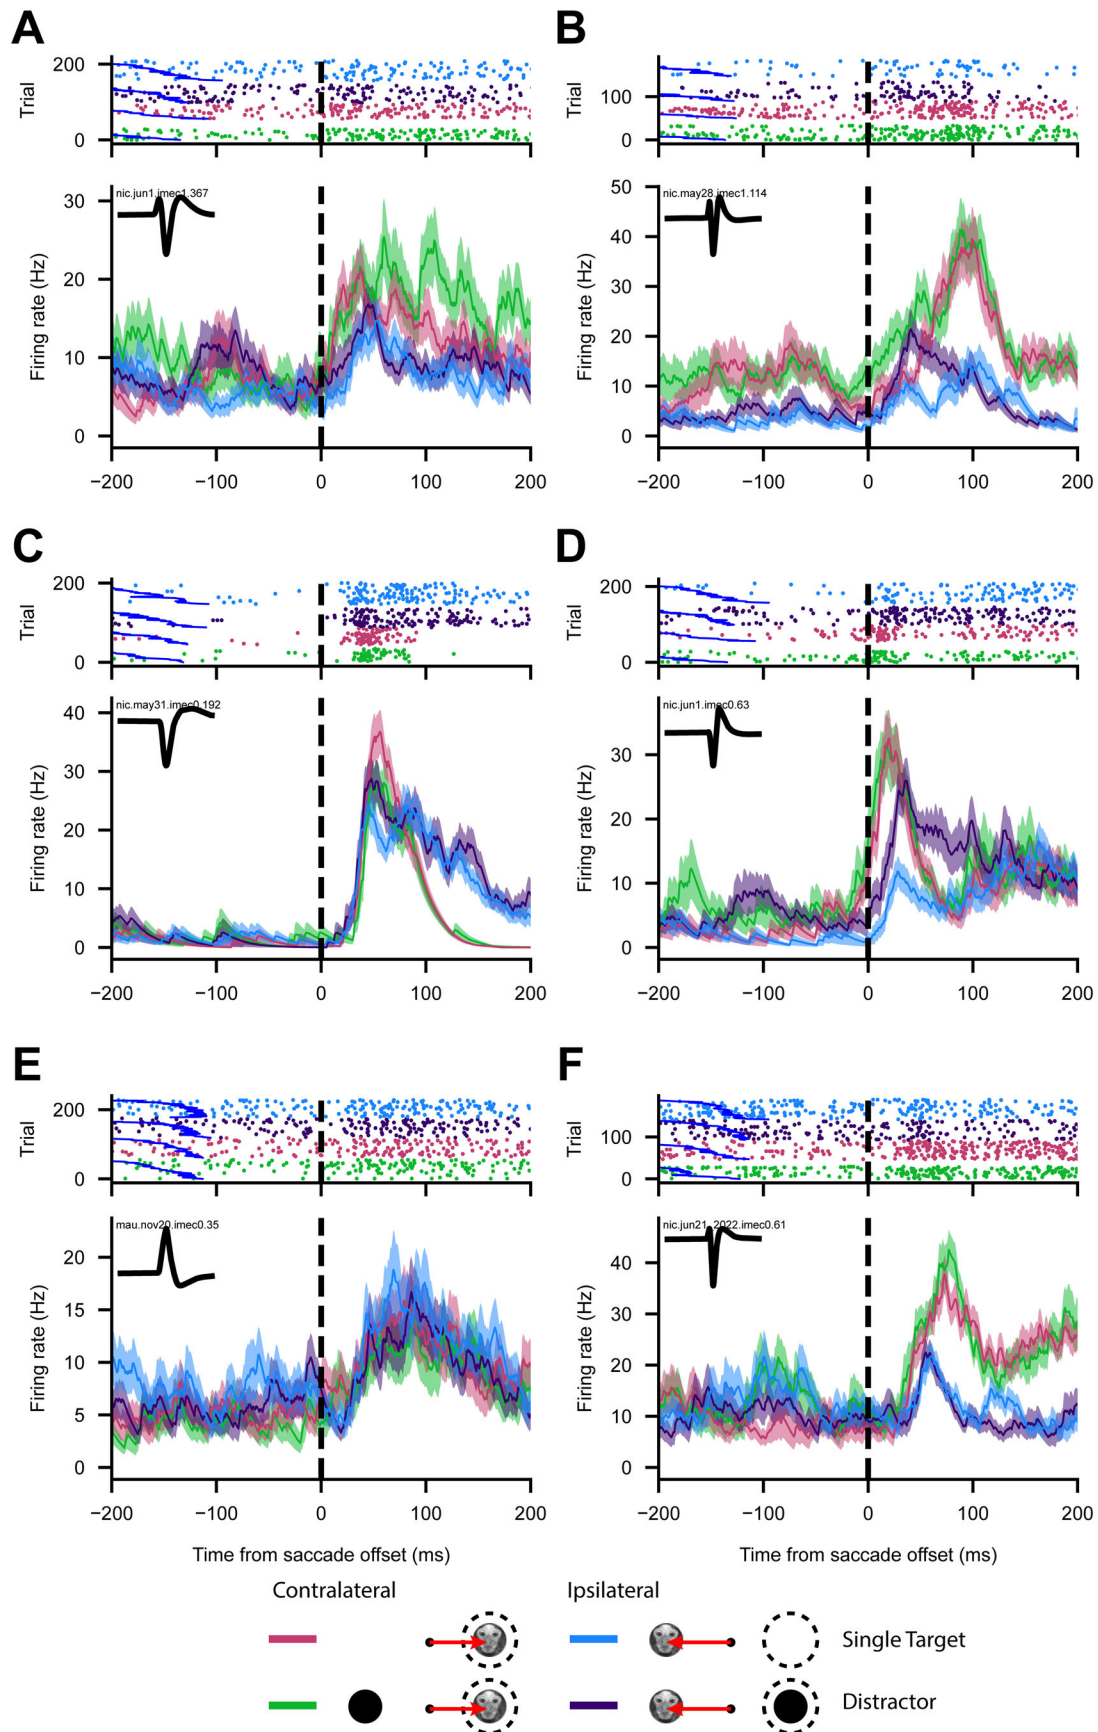 A
B
Trial
200
100
0
Trial
100
0
nic.jun1.imec1.367
nic.may28.imec1.114
Firing rate (Hz)
30
20
10
0
Firing rate (Hz)
50
40
30
20
10
0
−200 −100 0 100 200
−200 −100 0 100 200
C
D
Trial
200
100
0
Trial
200
100
0
nic.may31.imec0.192
nic.jun1.imec0.63
Firing rate (Hz)
40
30
20
10
0
Firing rate (Hz)
30
20
10
0
−200 −100 0 100 200
−200 −100 0 100 200
E
F
Trial
200
100
0
Trial
100
0
mau.nov20.imec0.35
nic.jun21_2022.imec0.61
Firing rate (Hz)
20
15
10
5
0
Firing rate (Hz)
40
30
20
10
0
−200 −100 0 100 200
−200 −100 0 100 200
Time from saccade offset (ms)
Time from saccade offset (ms)
Contralateral
Ipsilateral
Single Target
Distractor